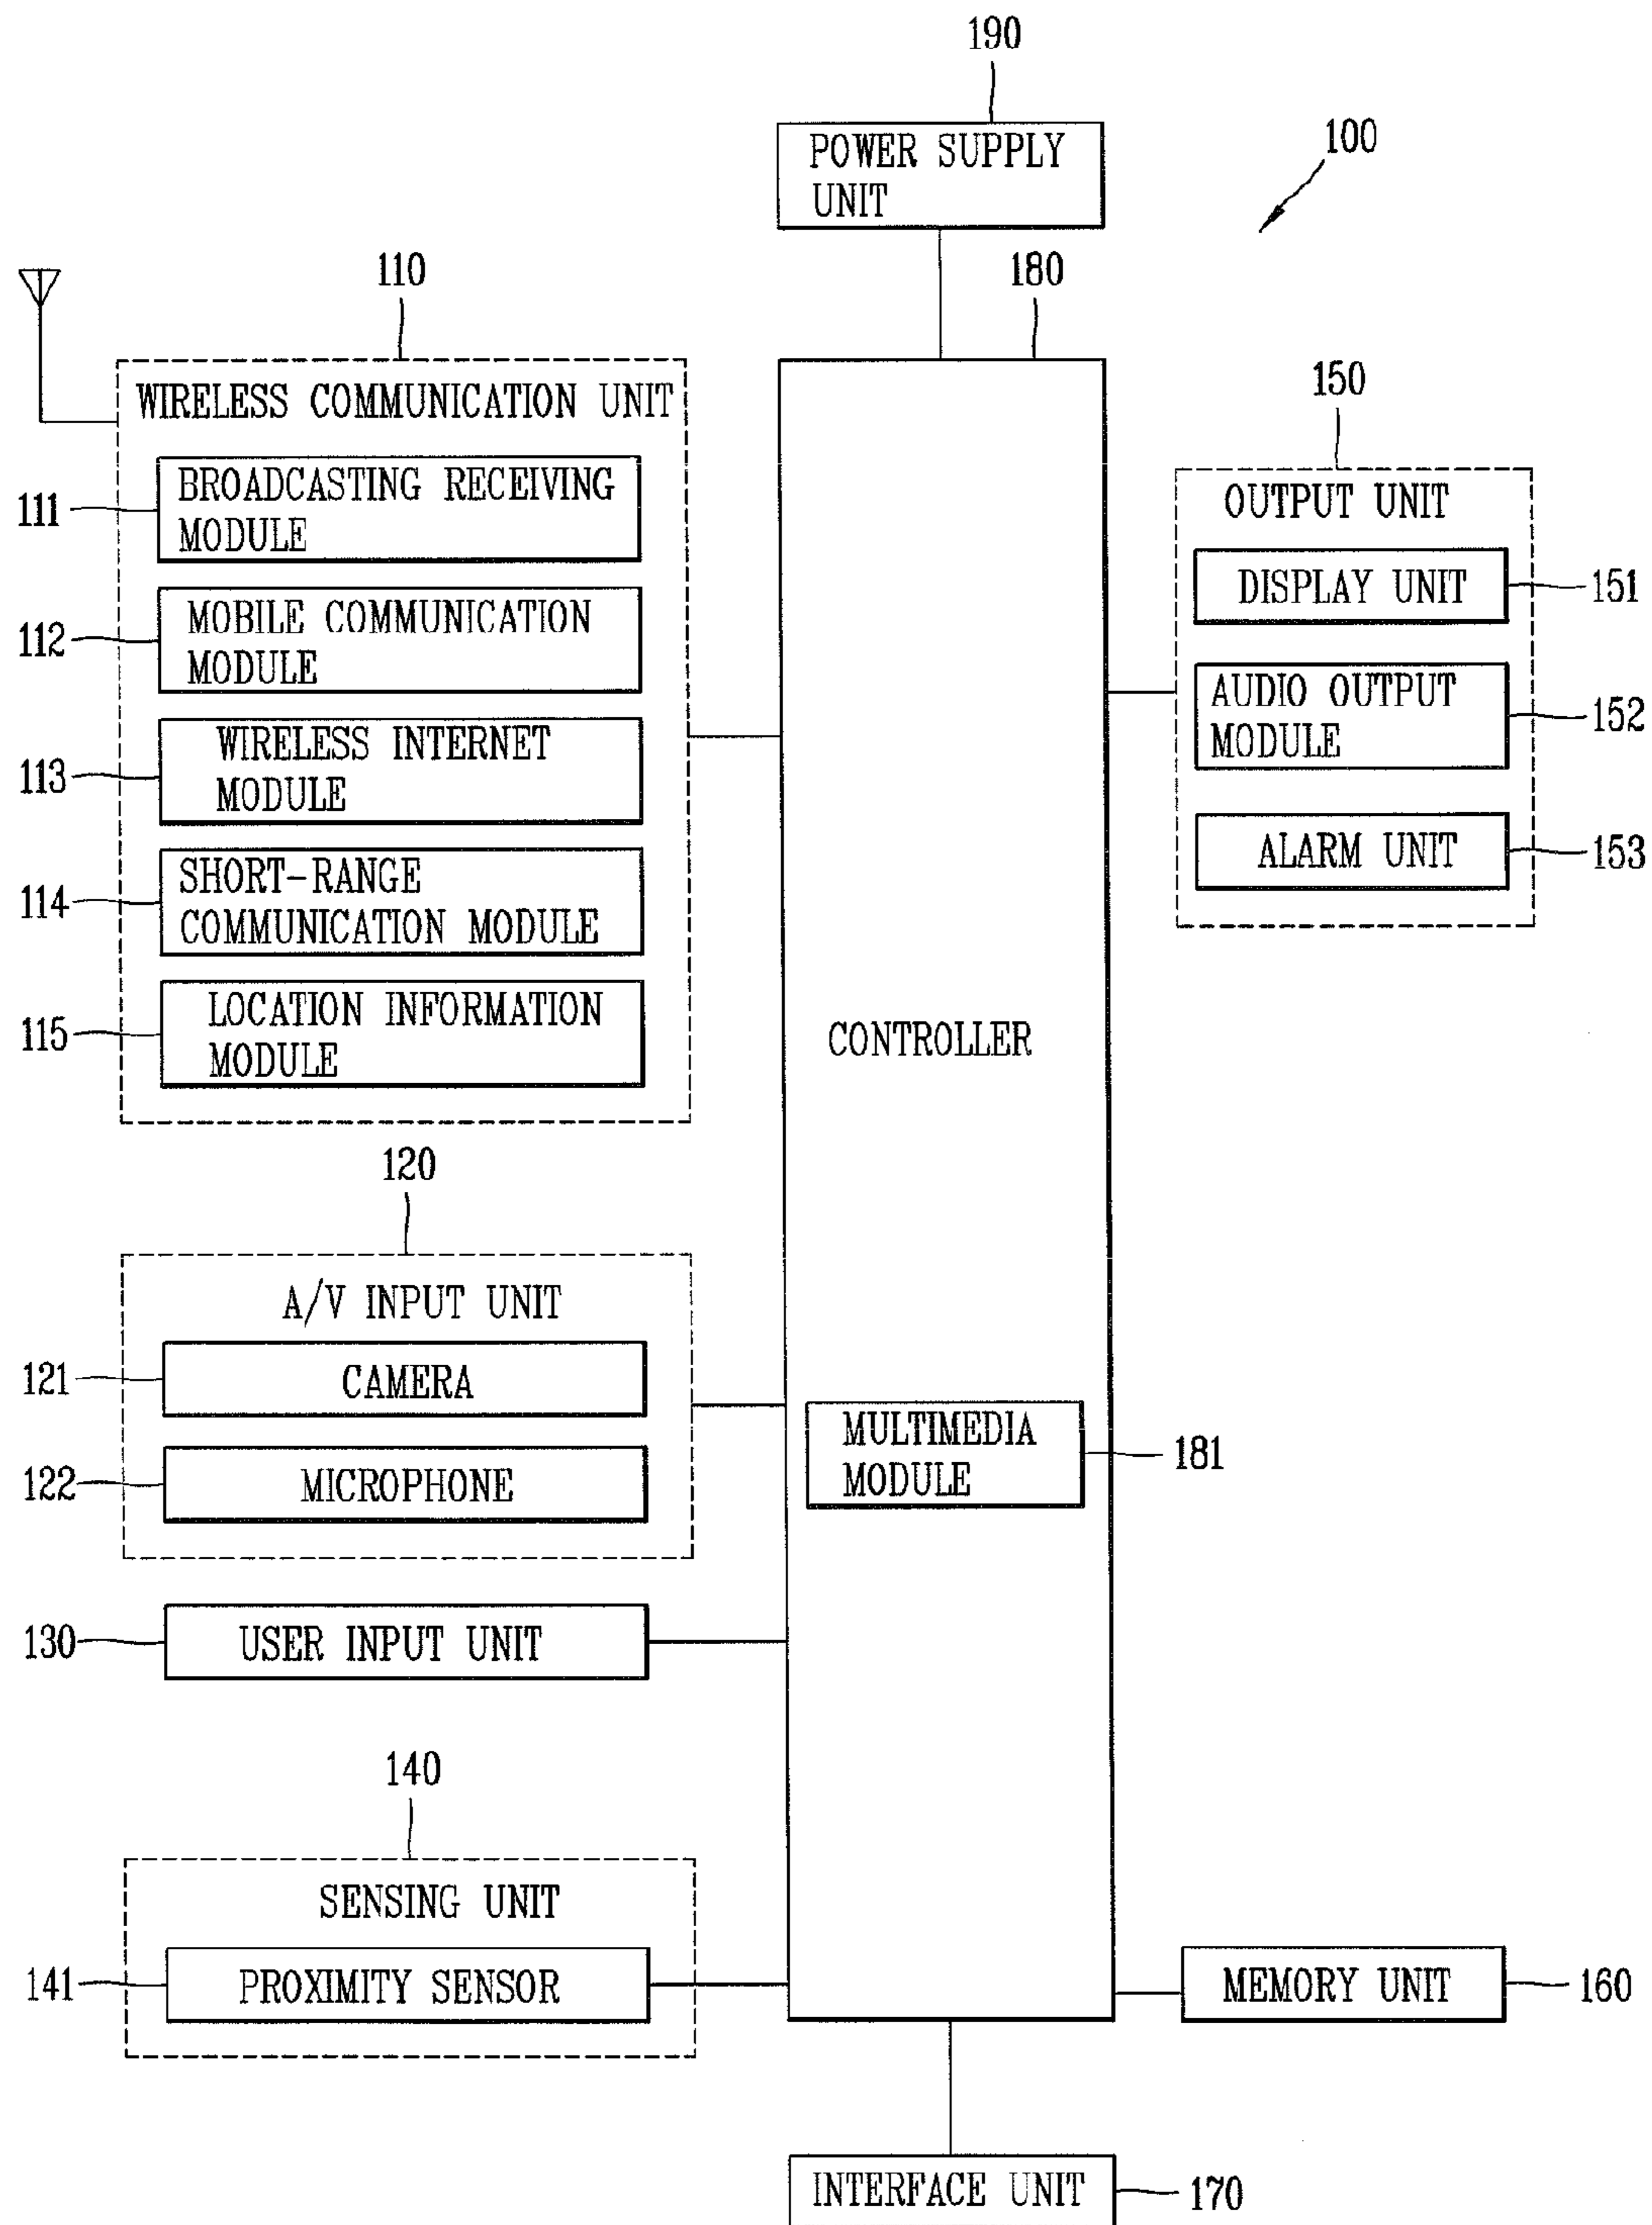 190
POWER SUPPLY
UNIT
100
110
180
WIRELESS COMMUNICATION UNIT
111
BROADCASTING RECEIVING
MODULE
112
MOBILE COMMUNICATION
MODULE
113
WIRELESS INTERNET
MODULE
114
SHORT-RANGE
COMMUNICATION MODULE
115
LOCATION INFORMATION
MODULE
150
OUTPUT UNIT
DISPLAY UNIT
151
AUDIO OUTPUT
MODULE
152
ALARM UNIT
153
CONTROLLER
120
A/V INPUT UNIT
121
CAMERA
122
MICROPHONE
MULTIMEDIA
MODULE
181
130
USER INPUT UNIT
140
SENSING UNIT
141
PROXIMITY SENSOR
MEMORY UNIT
160
INTERFACE UNIT
170